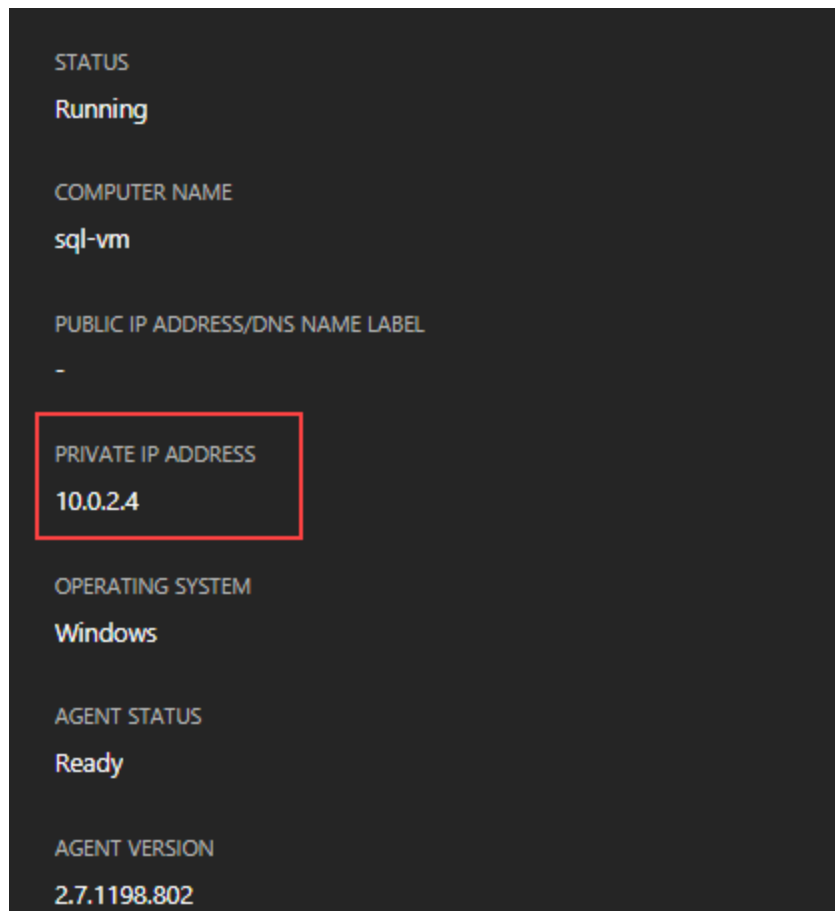 STATUS
Running
COMPUTER NAME
sql-vm
PUBLIC IP ADDRESS/DNS NAME LABEL
-
PRIVATE IP ADDRESS
10.0.2.4
OPERATING SYSTEM
Windows
AGENT STATUS
Ready
AGENT VERSION
2.7.1198.802